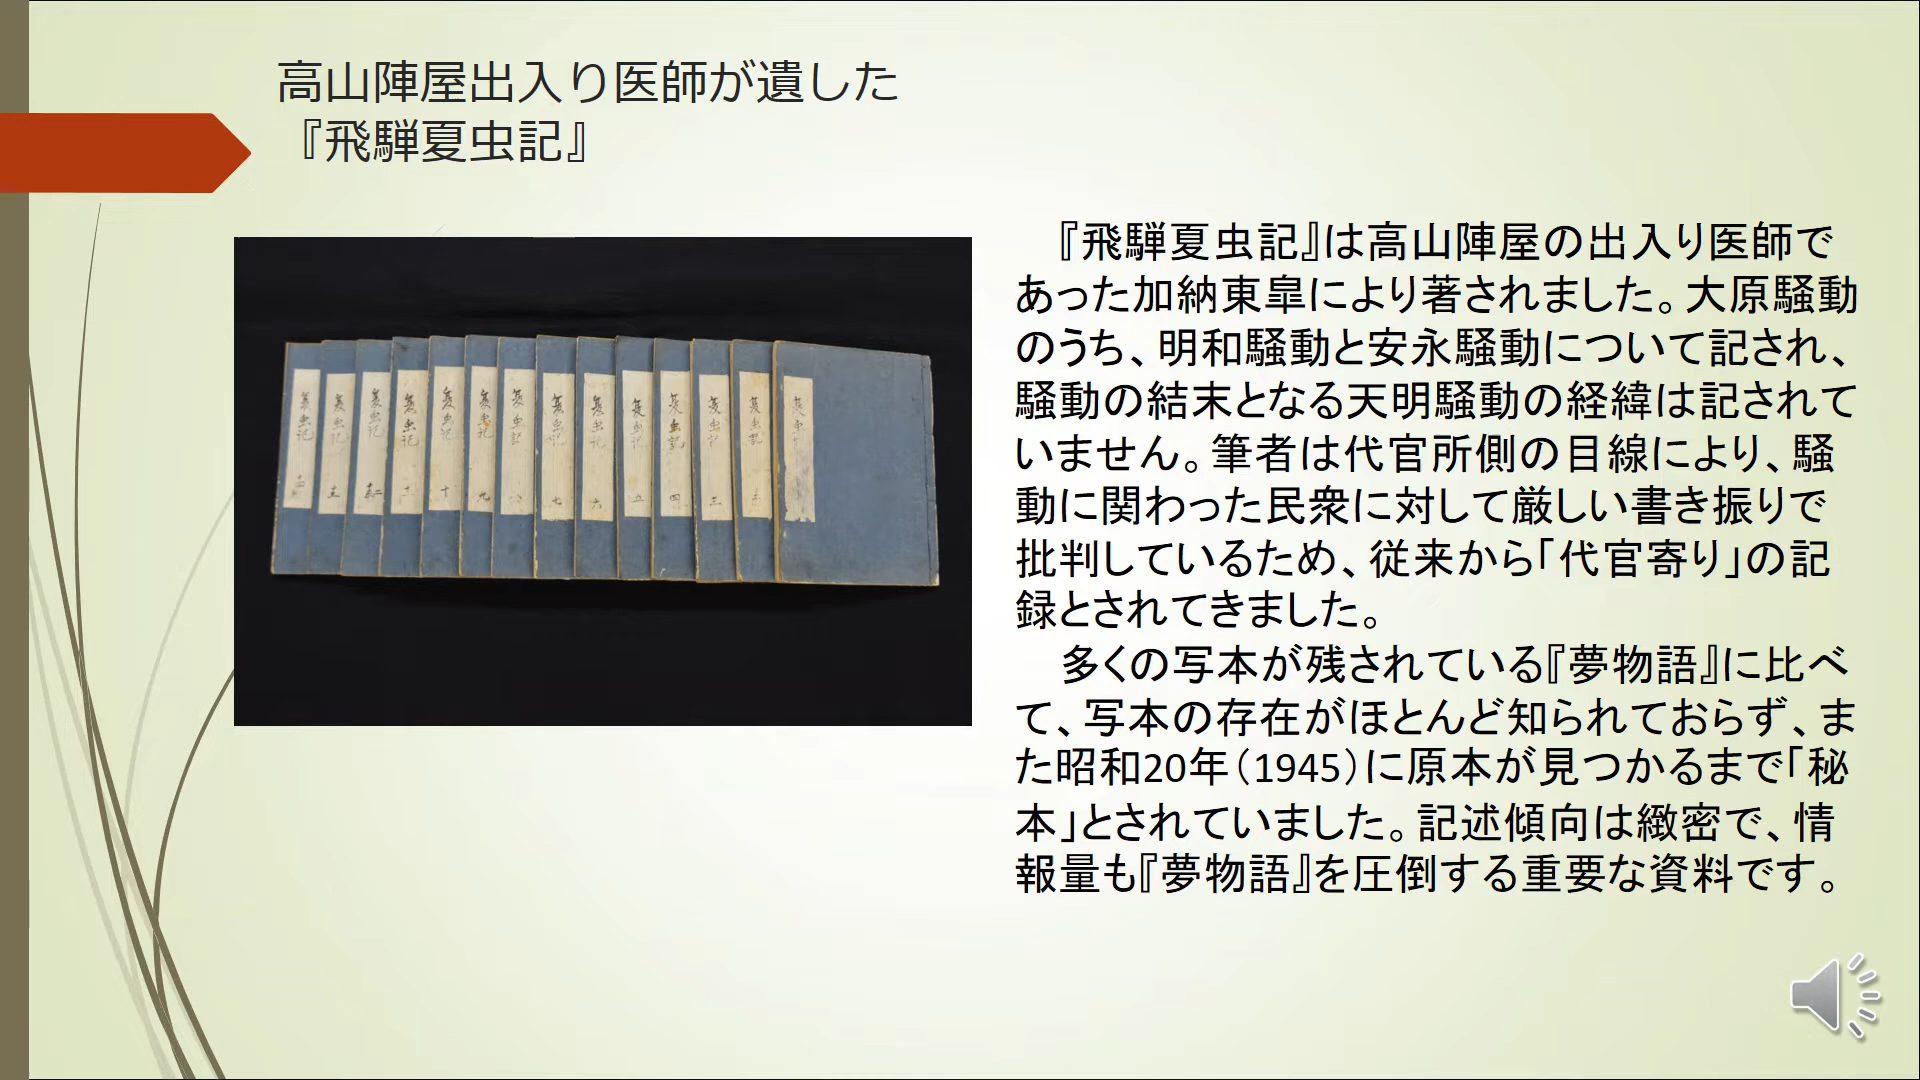 高山陣屋出入り医師が遺した
『飛騨夏虫記』
『飛騨夏虫記』は高山陣屋の出入り医師で
あった加納東皐により著されました。大原騒動
のうち、明和騒動と安永騒動について記され、
騒動の結末となる天明騒動の経緯は記されて
いません。筆者は代官所側の目線により、騒
動に関わった民衆に対して厳しい書き振りで
批判しているため、従来から「代官寄り」の記
録とされてきました。
多くの写本が残されている『夢物語』に比べ
て、写本の存在がほとんど知られておらず、ま
た昭和20年（1945）に原本が見つかるまで「秘
本」とされていました。記述傾向は緻密で、情
報量も『夢物語』を圧倒する重要な資料です。